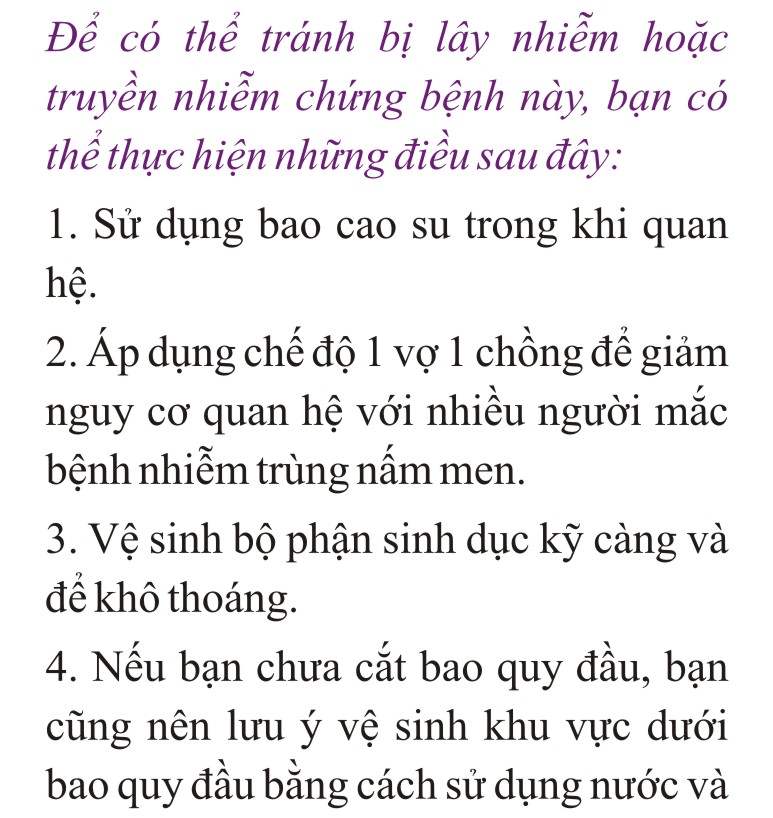 Để có thể tránh bị lây nhiễm hoặc
truyền nhiễm chứng bệnh này, bạn có
thể thực hiện những điều sau đây:
1. Sử dụng bao cao su trong khi quan
hệ.
2. Áp dụng chế độ 1 vợ 1 chồng để giảm
nguy cơ quan hệ với nhiều người mắc
bệnh nhiễm trùng nấm men.
3. Vệ sinh bộ phận sinh dục kỹ càng và
để khô thoáng.
4. Nếu bạn chưa cắt bao quy đầu, bạn
cũng nên lưu ý vệ sinh khu vực dưới
bao quy đầu bằng cách sử dụng nước và